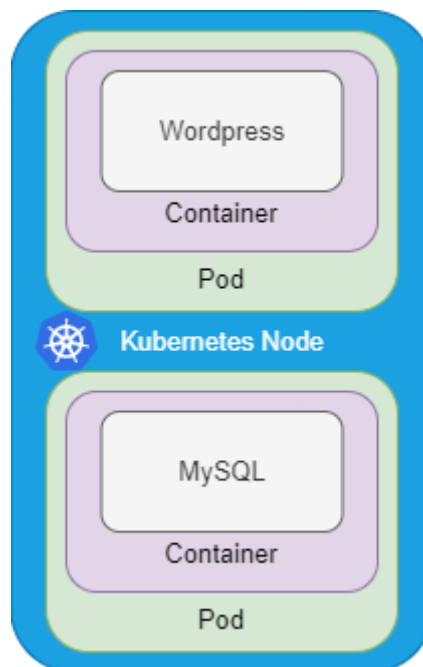 Wordpress
Container
Pod
Kubernetes Node
MySQL
Container
Pod